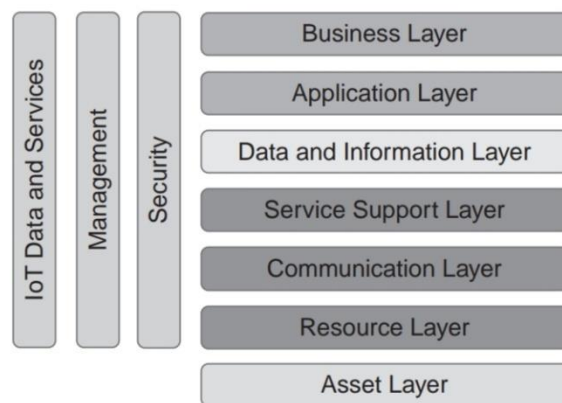 IoT Data and Services
Management
Security
Business Layer
Application Layer
Data and Information Layer
Service Support Layer
Communication Layer
Resource Layer
Asset Layer